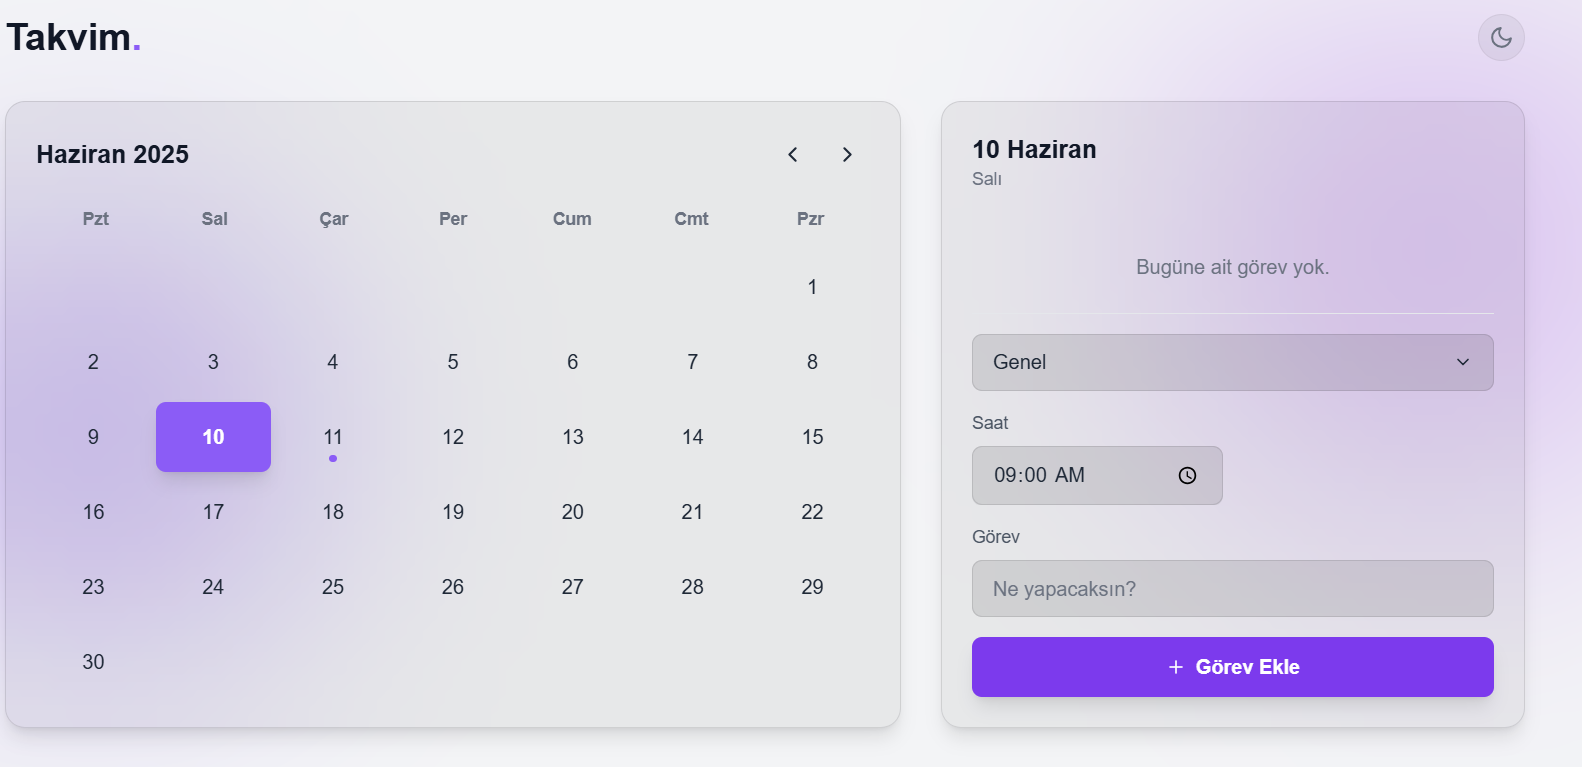 Takvim.
Haziran 2025
Pzt Sal Çar Per Cum Cmt Pzr
1
2 3 4 5 6 7 8
9 10 11 12 13 14 15
16 17 18 19 20 21 22
23 24 25 26 27 28 29
30
10 Haziran
Salı
Bugüne ait görev yok.
Genel
Saat
09:00 AM
Görev
Ne yapacaksın?
+ Görev Ekle